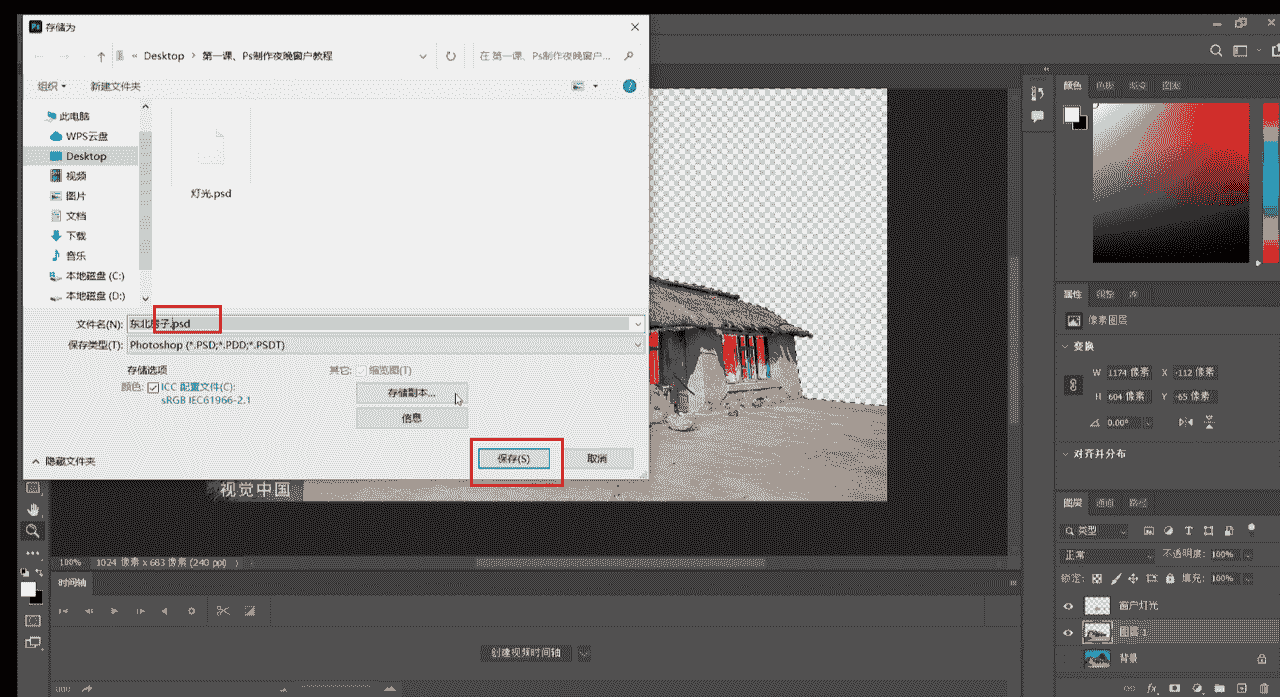 Ps 存储为
« Desktop > 第一课、Ps制作夜晚窗户教程
在 第一课、Ps制作夜晚窗户...
组织
新建文件夹
此电脑
WPS云盘
Desktop
视频
图片
文档
下载
音乐
本地磁盘 (C:)
本地磁盘 (D:)
灯光.psd
文件名(N): 东北房子.psd
保存类型(T): Photoshop (*.PSD;*.PDD;*.PSDT)
存储选项
颜色: ICC 配置文件(C):
sRGB IEC61966-2.1
其它: 缩览图(T)
存储副本...
信息
隐藏文件夹
保存(S)
取消
视觉中国
100%
1024 像素 x 683 像素 (240 ppi)
时间轴
创建视频时间轴
颜色 色板 渐变 图案
属性 调整 库
像素图层
变换
W 1174 像素 X -112 像素
H 604 像素 Y -65 像素
0.00°
对齐并分布
图层 通道 路径
类型
正常 不透明度: 100%
锁定: 填充: 100%
窗户灯光
图层 1
背景
fx